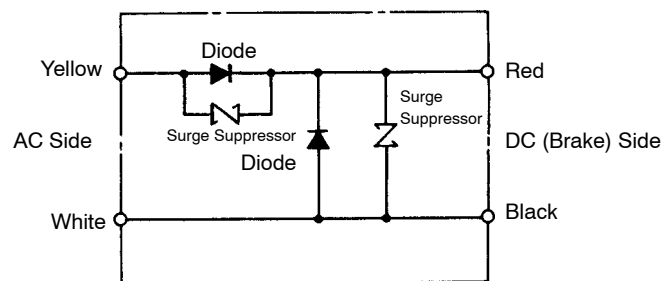 Diode
Yellow
Red
Surge
Suppressor
Surge Suppressor
AC Side
DC (Brake) Side
Diode
White
Black